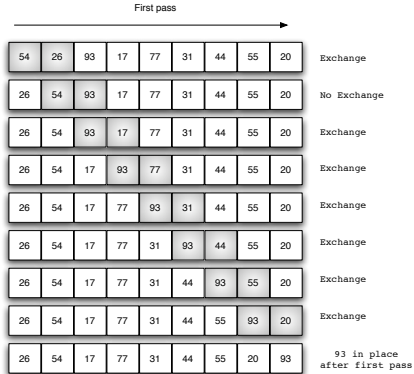 First pass
54 26 93 17 77 31 44 55 20 Exchange
26 54 93 17 77 31 44 55 20 No Exchange
26 54 93 17 77 31 44 55 20 Exchange
26 54 17 93 77 31 44 55 20 Exchange
26 54 17 77 93 31 44 55 20 Exchange
26 54 17 77 31 93 44 55 20 Exchange
26 54 17 77 31 44 93 55 20 Exchange
26 54 17 77 31 44 55 93 20 Exchange
26 54 17 77 31 44 55 20 93 93 in place
after first pass